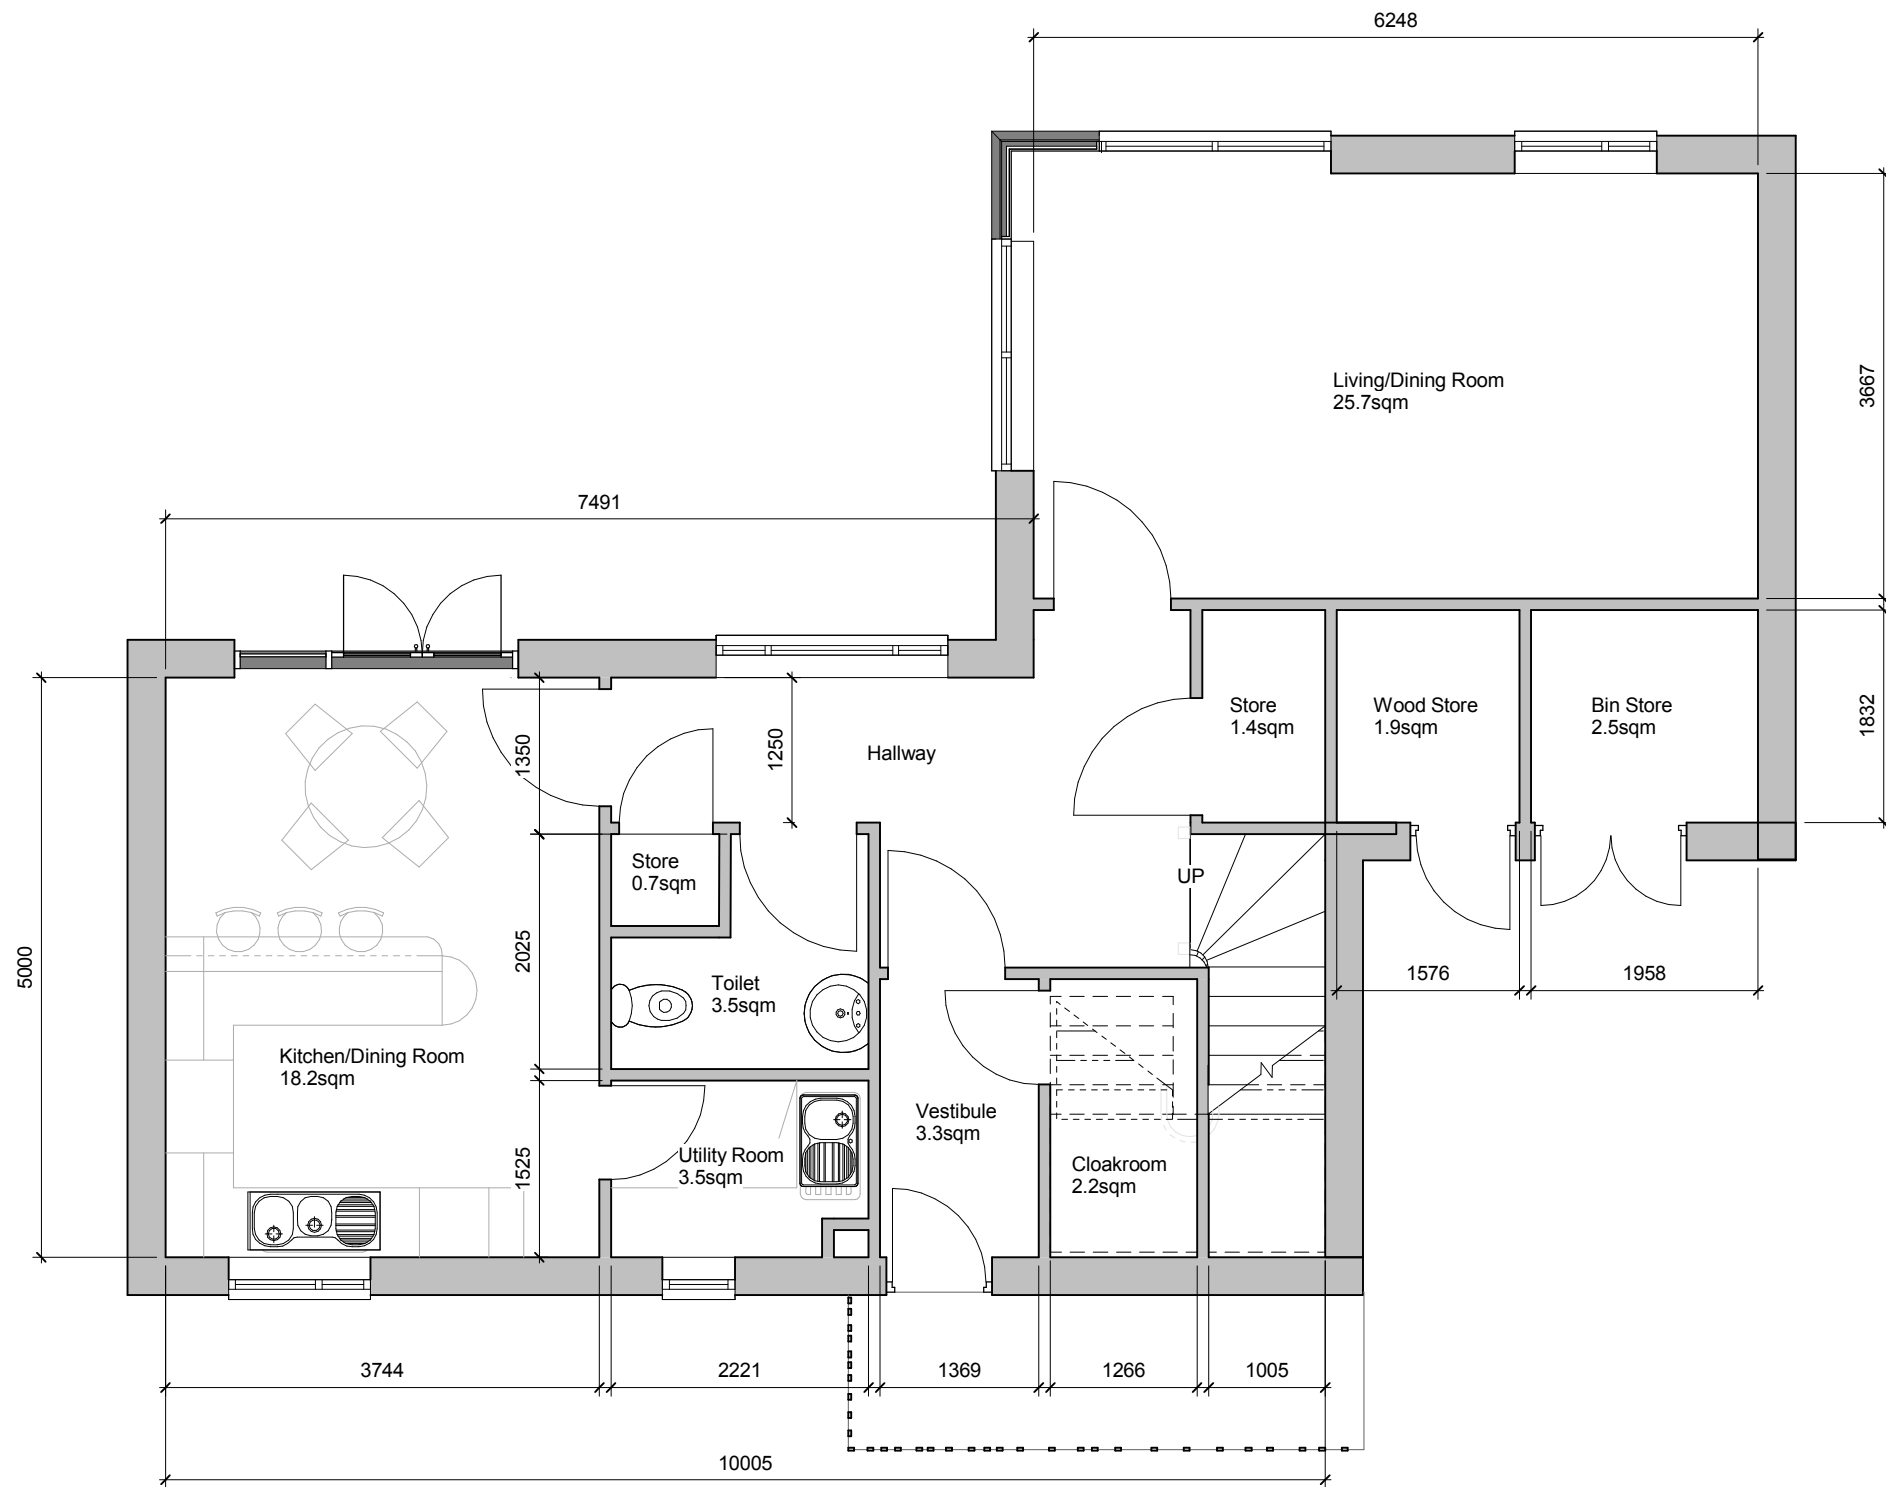 6248
Living/Dining Room
25.7sqm
3667
7491
Store
1.4sqm
Wood Store
1.9sqm
Bin Store
2.5sqm
1832
1350
1250
Hallway
Store
0.7sqm
UP
5000
2025
Toilet
3.5sqm
1576
1958
Kitchen/Dining Room
18.2sqm
Vestibule
3.3sqm
1525
Utility Room
3.5sqm
Cloakroom
2.2sqm
3744
2221
1369
1266
1005
10005